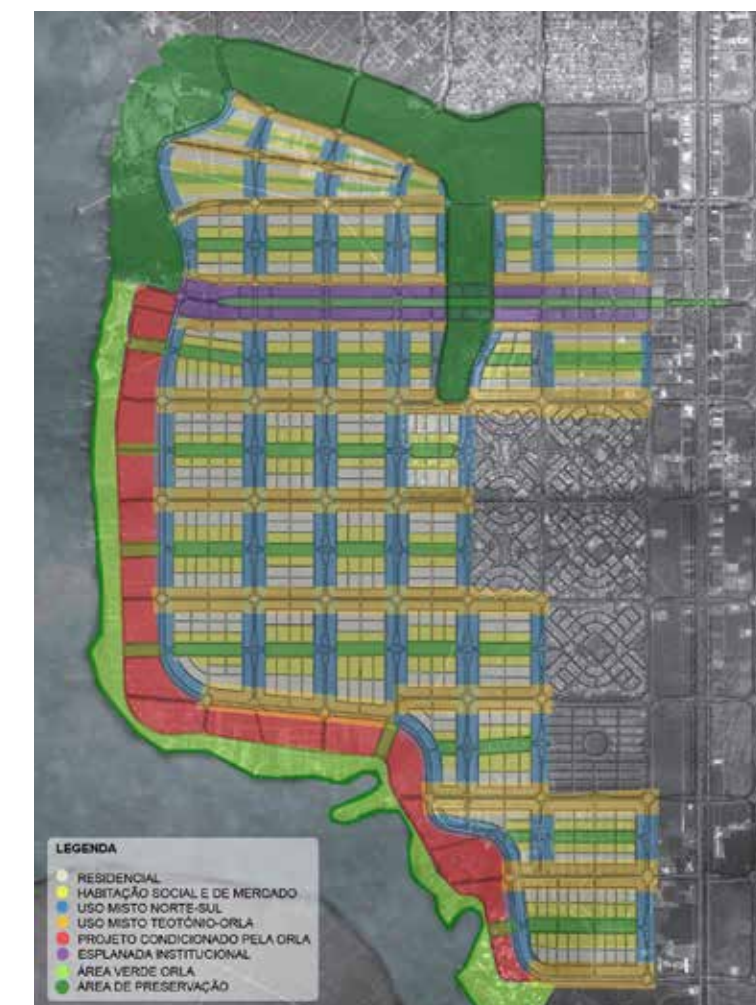 LEGENDA
RESIDENCIAL
HABITAÇÃO SOCIAL E DE MERCADO
USO MISTO NORTE-SUL
USO MISTO TEOTÔNIO-ORLA
PROJETO CONDICIONADO PELA ORLA
ESPLANADA INSTITUCIONAL
ÁREA VERDE ORLA
ÁREA DE PRESERVAÇÃO